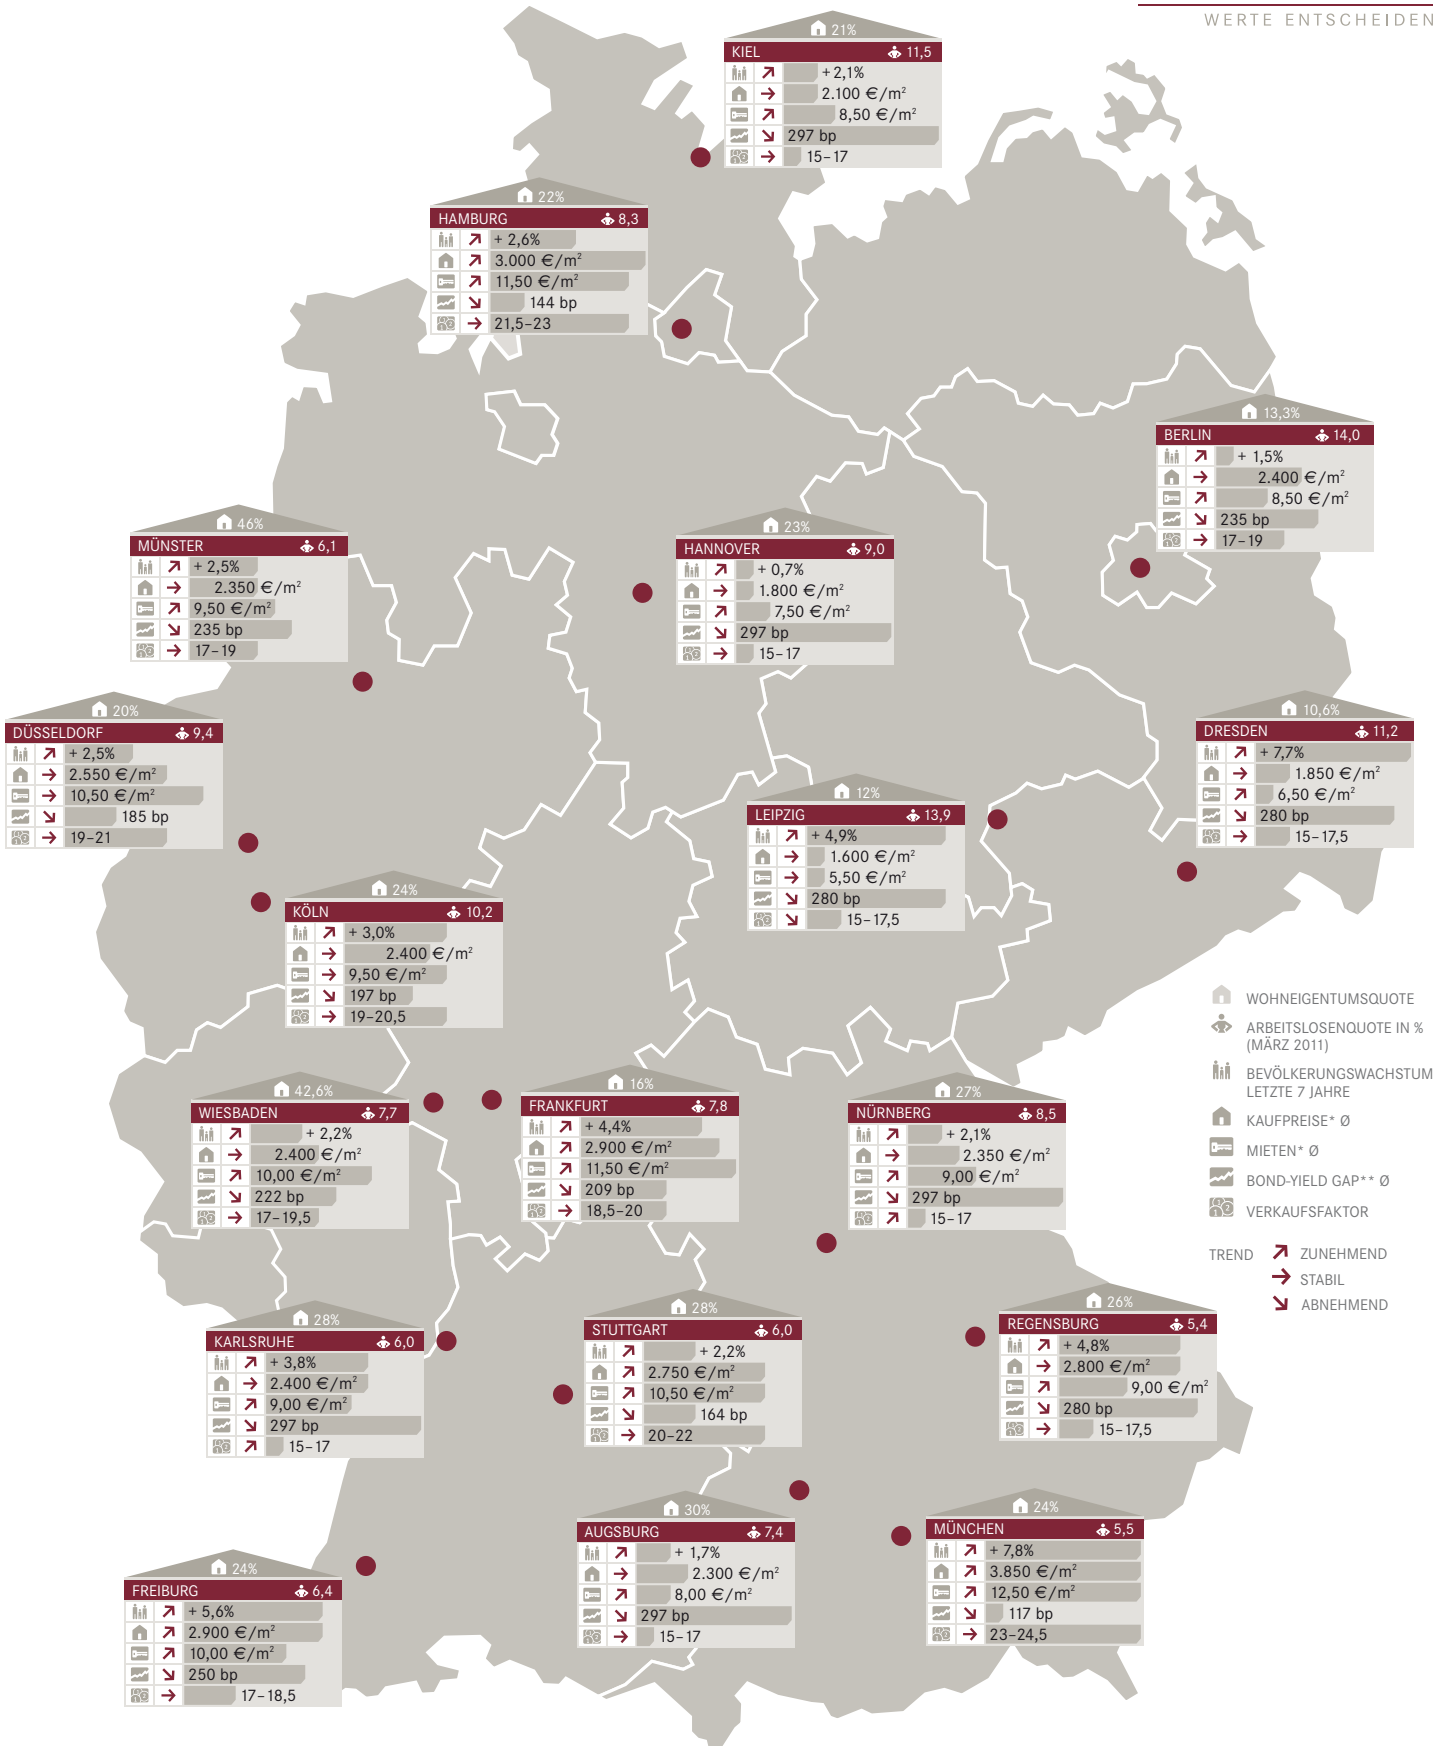 WERTE ENTSCHEIDEN
21%
KIEL 11,5
+ 2,1%
2.100 €/m²
8,50 €/m²
297 bp
15–17
22%
HAMBURG 8,3
+ 2,6%
3.000 €/m²
11,50 €/m²
144 bp
21,5–23
13,3%
BERLIN 14,0
+ 1,5%
2.400 €/m²
8,50 €/m²
235 bp
17–19
46%
MÜNSTER 6,1
+ 2,5%
2.350 €/m²
9,50 €/m²
235 bp
17–19
23%
HANNOVER 9,0
+ 0,7%
1.800 €/m²
7,50 €/m²
297 bp
15–17
20%
DÜSSELDORF 9,4
+ 2,5%
2.550 €/m²
10,50 €/m²
185 bp
19–21
10,6%
DRESDEN 11,2
+ 7,7%
1.850 €/m²
6,50 €/m²
280 bp
15–17,5
12%
LEIPZIG 13,9
+ 4,9%
1.600 €/m²
5,50 €/m²
280 bp
15–17,5
24%
KÖLN 10,2
+ 3,0%
2.400 €/m²
9,50 €/m²
197 bp
19–20,5
WOHNEIGENTUMSQUOTE
ARBEITSLOSENQUOTE IN %
(MÄRZ 2011)
BEVÖLKERUNGSWACHSTUM
LETZTE 7 JAHRE
KAUFPREISE* Ø
MIETEN* Ø
BOND-YIELD GAP** Ø
VERKAUFSFAKTOR
TREND ZUNEHMEND
STABIL
ABNEHMEND
42,6%
WIESBADEN 7,7
+ 2,2%
2.400 €/m²
10,00 €/m²
222 bp
17–19,5
16%
FRANKFURT 7,8
+ 4,4%
2.900 €/m²
11,50 €/m²
209 bp
18,5–20
27%
NÜRNBERG 8,5
+ 2,1%
2.350 €/m²
9,00 €/m²
297 bp
15–17
28%
KARLSRUHE 6,0
+ 3,8%
2.400 €/m²
9,00 €/m²
297 bp
15–17
28%
STUTTGART 6,0
+ 2,2%
2.750 €/m²
10,50 €/m²
164 bp
20–22
26%
REGENSBURG 5,4
+ 4,8%
2.800 €/m²
9,00 €/m²
280 bp
15–17,5
30%
AUGSBURG 7,4
+ 1,7%
2.300 €/m²
8,00 €/m²
297 bp
15–17
24%
MÜNCHEN 5,5
+ 7,8%
3.850 €/m²
12,50 €/m²
117 bp
23–24,5
24%
FREIBURG 6,4
+ 5,6%
2.900 €/m²
10,00 €/m²
250 bp
17–18,5